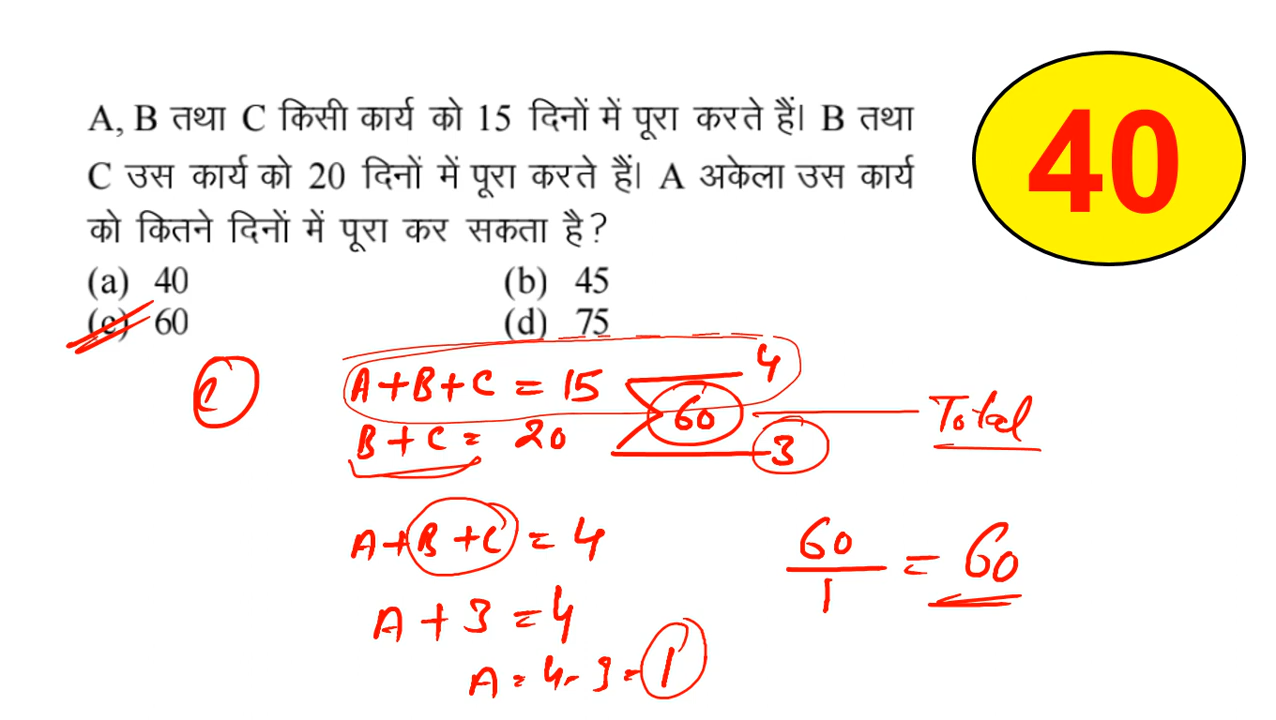 A, B तथा C किसी कार्य को 15 दिनों में पूरा करते हैं। B तथा
C उस कार्य को 20 दिनों में पूरा करते हैं। A अकेला उस कार्य
को कितने दिनों में पूरा कर सकता है?
(a) 40 (b) 45
(c) 60 (d) 75
40
A+B+C = 15 4
60 Total
B+C = 20 3
A+B+C = 4
A+3=4
A = 4-3=1
60/1 = 60